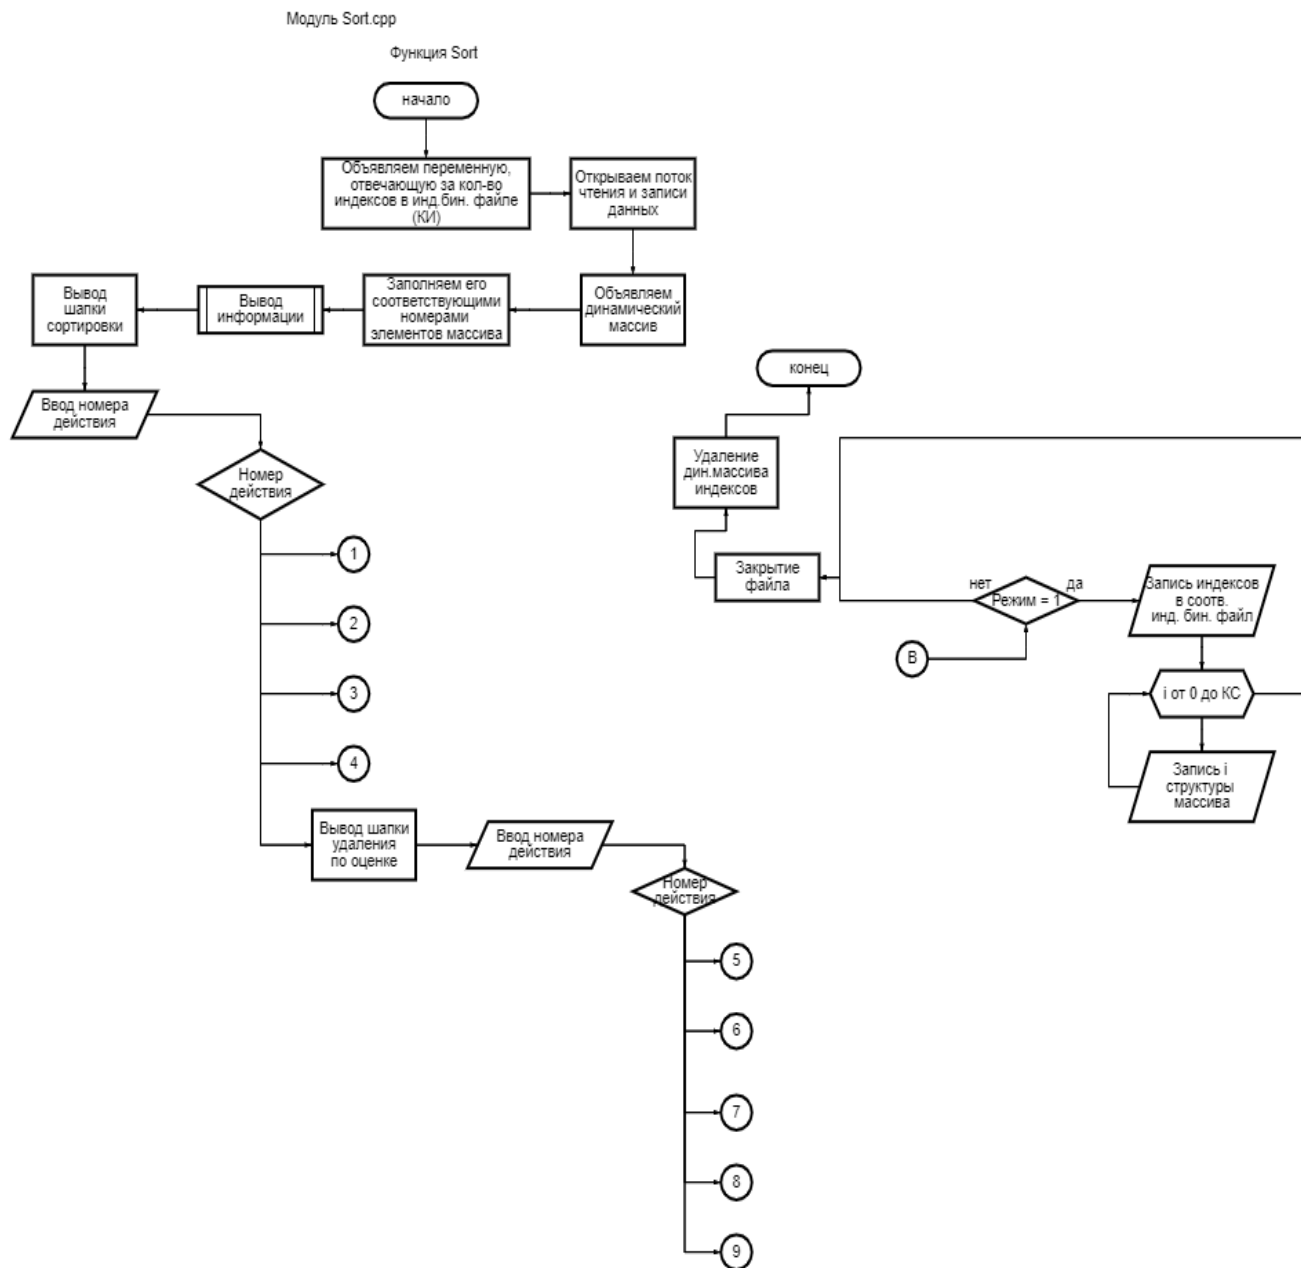 Модуль Sort.cpp
Функция Sort
начало
Объявляем переменную,
отвечающую за кол-во
индексов в инд.бин. файле
(КИ)
Открываем поток
чтения и записи
данных
Объявляем
динамический
массив
Заполняем его
соответствующими
номерами
элементов массива
Вывод
информации
Вывод
шапки
сортировки
Ввод номера
действия
Номер
действия
1
2
3
4
Вывод шапки
удаления
по оценке
Ввод номера
действия
Номер
действия
5
6
7
8
9
конец
Удаление
дин.массива
индексов
Закрытие
файла
нет
Режим = 1
да
В
Запись индексов
в соотв.
инд. бин. файл
i от 0 до КС
Запись i
структуры
массива